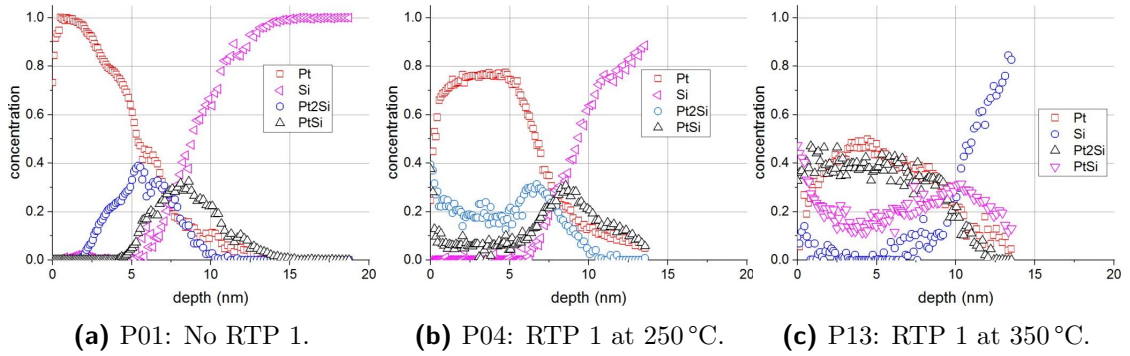 1.0
0.8
0.6
0.4
0.2
0.0
concentration
Pt
Si
Pt2Si
PtSi
0 5 10 15 20
depth (nm)
(a) P01: No RTP 1.
1.0
0.8
0.6
0.4
0.2
0.0
concentration
Pt
Si
Pt2Si
PtSi
0 5 10 15 20
depth (nm)
(b) P04: RTP 1 at 250 °C.
1.0
0.8
0.6
0.4
0.2
0.0
concentration
Pt
Si
Pt2Si
PtSi
0 5 10 15 20
depth (nm)
(c) P13: RTP 1 at 350 °C.